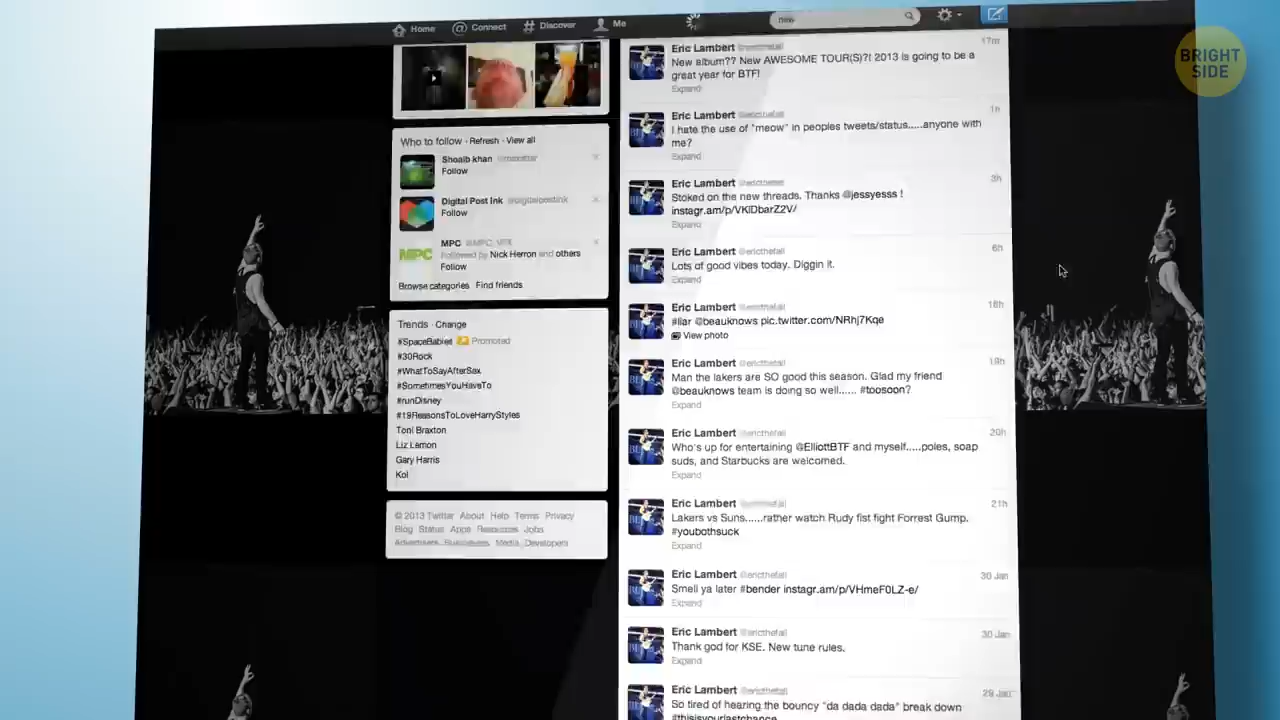 Home @ Connect # Discover Me new
BRIGHT
SIDE
Who to follow · Refresh · View all
Shoaib khan
Follow
Digital Post Ink @digitalpostink
Follow
MPC @MPC_VFX
Followed by Nick Herron and others
Follow
Browse categories Find friends
Trends · Change
#SpaceBabies Promoted
#30Rock
#WhatToSayAfterSex
#SometimesYouHaveTo
#runDisney
#19ReasonsToLoveHarryStyles
Toni Braxton
Liz Lemon
Gary Harris
Koi
© 2013 Twitter About Help Terms Privacy
Blog Status Apps Resources Jobs
Advertisers Businesses Media Developers
Eric Lambert @ericthefall 17m
New album?? New AWESOME TOUR(S)?! 2013 is going to be a
great year for BTF!
Expand
Eric Lambert @ericthefall 1h
I hate the use of "meow" in peoples tweets/status.....anyone with
me?
Expand
Eric Lambert @ericthefall 3h
Stoked on the new threads. Thanks @jessyesss !
instagr.am/p/VKiDbarZ2V/
Expand
Eric Lambert @ericthefall 6h
Lots of good vibes today. Diggin it.
Expand
Eric Lambert @ericthefall 18h
#liar @beauknows pic.twitter.com/NRhj7Kqe
View photo
Eric Lambert @ericthefall 19h
Man the lakers are SO good this season. Glad my friend
@beauknows team is doing so well...... #toosoon?
Expand
Eric Lambert @ericthefall 20h
Who's up for entertaining @ElliottBTF and myself.....poles, soap
suds, and Starbucks are welcomed.
Expand
Eric Lambert @ericthefall 21h
Lakers vs Suns......rather watch Rudy fist fight Forrest Gump.
#youbothsuck
Expand
Eric Lambert @ericthefall 30 Jan
Smell ya later #bender instagr.am/p/VHmeF0LZ-e/
Expand
Eric Lambert @ericthefall 30 Jan
Thank god for KSE. New tune rules.
Expand
Eric Lambert @ericthefall 29 Jan
So tired of hearing the bouncy "da dada dada" break down
#thisisyourlastchance